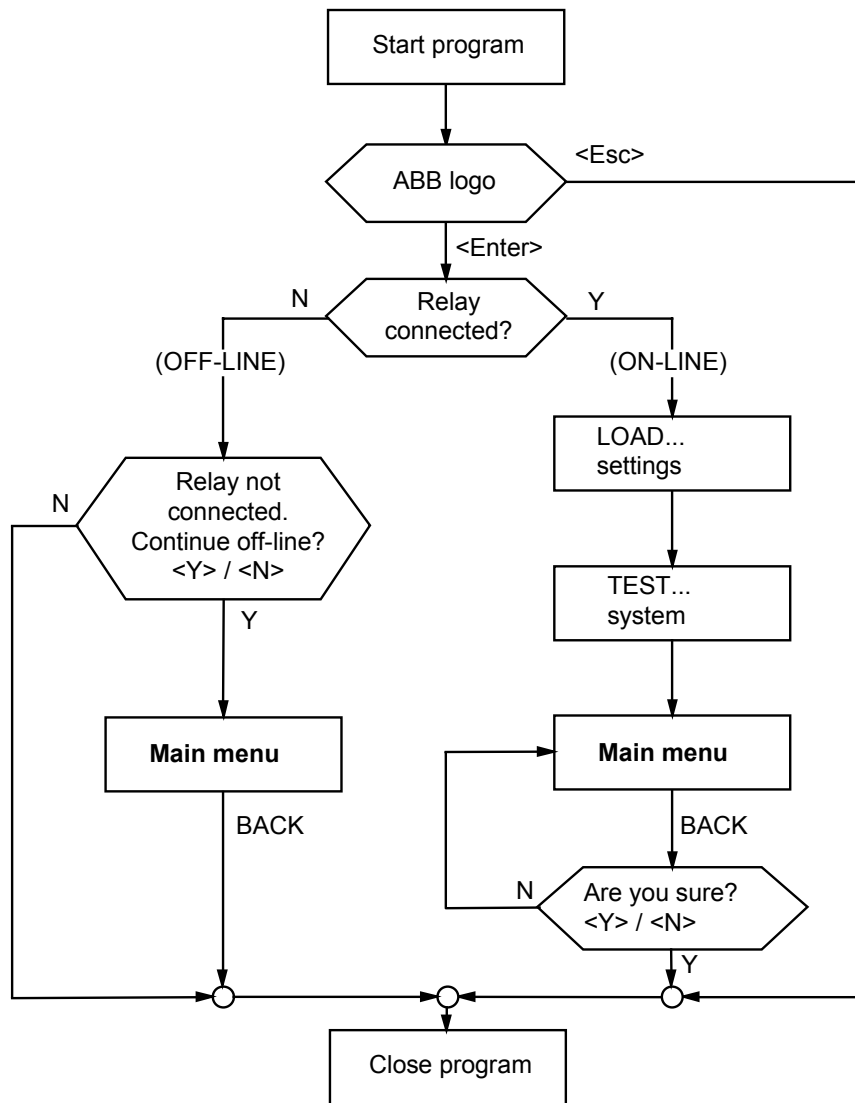 Start program
ABB logo
<Esc>
<Enter>
N
Relay
connected?
Y
(OFF-LINE)
(ON-LINE)
LOAD...
settings
N
Relay not
connected.
Continue off-line?
<Y> / <N>
Y
TEST...
system
Main menu
Main menu
BACK
BACK
N
Are you sure?
<Y> / <N>
Y
Close program